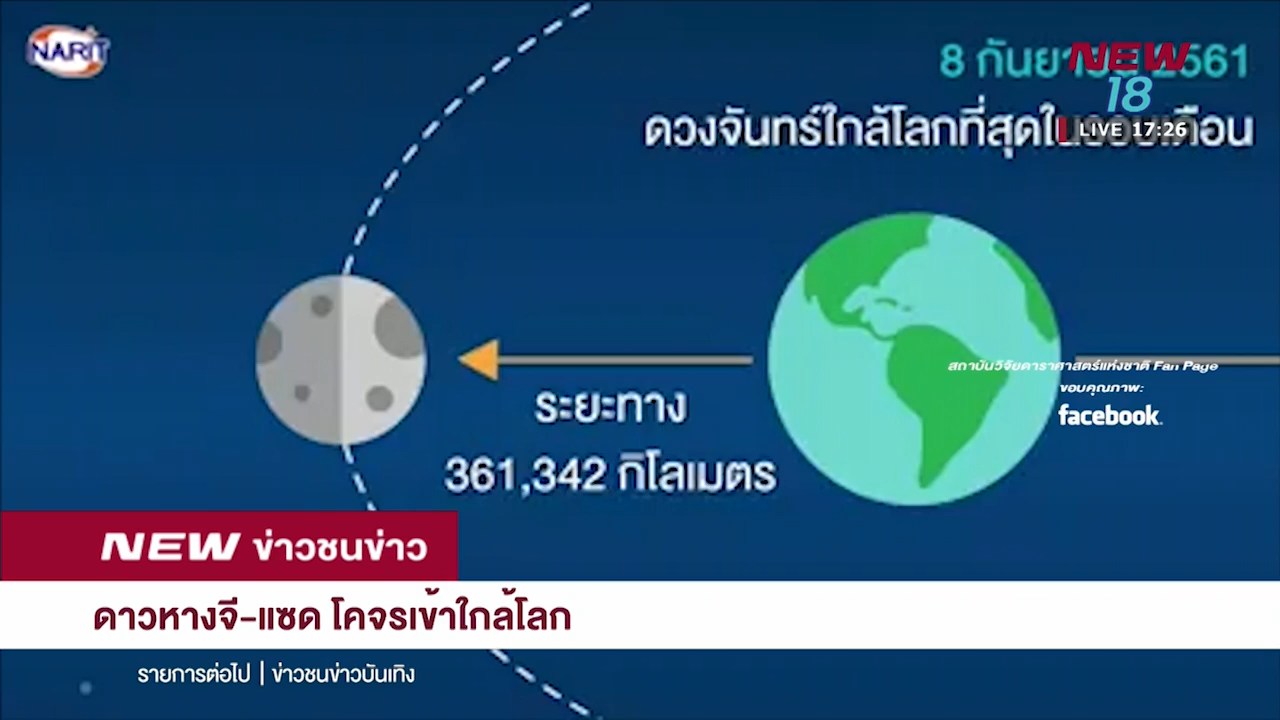 NARIT
8 กันยายน 2561
NEW
18
LIVE 17:26
ดวงจันทร์ใกล้โลกที่สุดในรอบเดือน
สถาบันวิจัยดาราศาสตร์แห่งชาติ Fan Page
ขอบคุณภาพ:
facebook.
ระยะทาง
361,342 กิโลเมตร
NEW ข่าวชนข่าว
ดาวหางจี-แซด โคจรเข้าใกล้โลก
รายการต่อไป | ข่าวชนข่าวบันเทิง